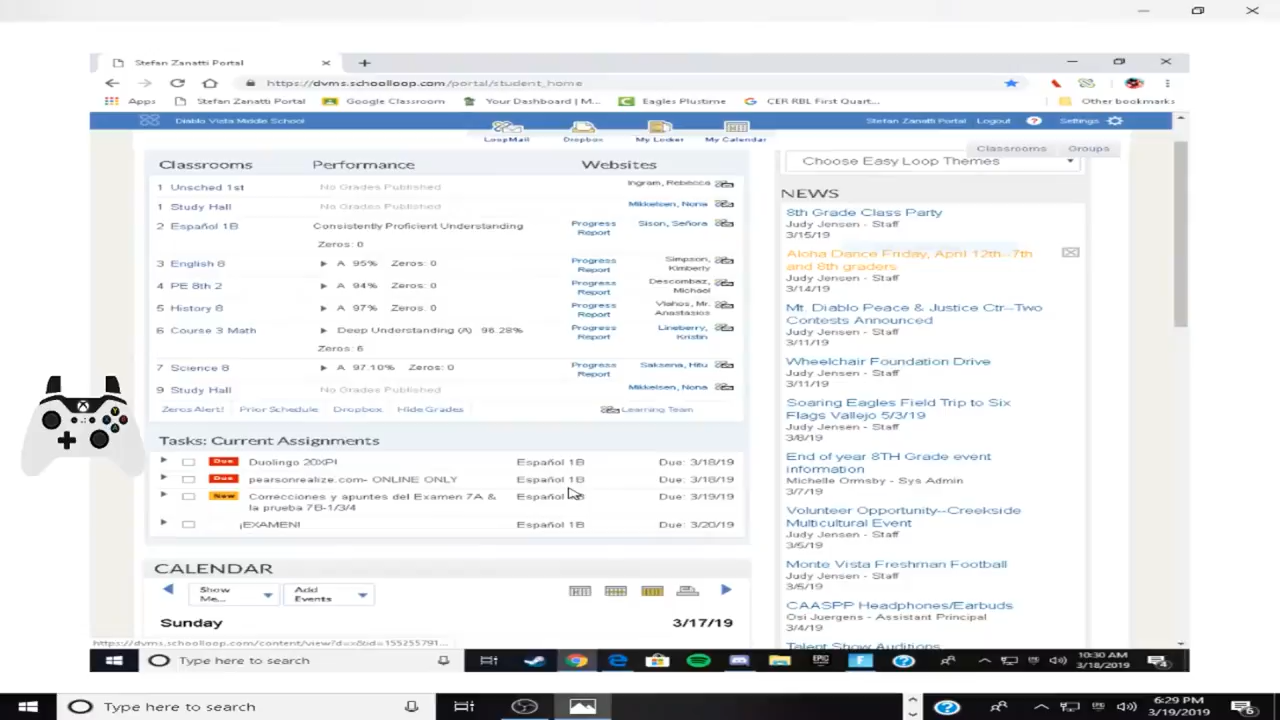 Stefan Zanatti Portal
https://dvms.schoolloop.com/portal/student_home
Apps Stefan Zanatti Portal Google Classroom Your Dashboard | M... Eagles Plustime CER RBL First Quart... Other bookmarks
Diablo Vista Middle School Stefan Zanatti Portal Logout ? Settings
LoopMail Dropbox My Locker My Calendar
Classrooms Groups
Classrooms Performance Websites
1 Unsched 1st No Grades Published Ingram, Rebecca
1 Study Hall No Grades Published Mikkelsen, Nona
2 Español 1B Consistently Proficient Understanding Progress Report Sison, Señora
Zeros: 0
3 English 8 A 95% Zeros: 0 Progress Report Simpson, Kimberly
4 PE 8th 2 A 94% Zeros: 0 Progress Report Descombaz, Michael
5 History 8 A 97% Zeros: 0 Progress Report Vlahos, Mr. Anastasios
6 Course 3 Math Deep Understanding (A) 96.28% Progress Report Lineberry, Kristin
Zeros: 6
7 Science 8 A 97.10% Zeros: 0 Progress Report Saksena, Hitu
9 Study Hall No Grades Published Mikkelsen, Nona
Zeros Alert! Prior Schedule Dropbox Hide Grades Learning Team
Tasks: Current Assignments
Due Duolingo 20XP! Español 1B Due: 3/18/19
Due pearsonrealize.com- ONLINE ONLY Español 1B Due: 3/18/19
New Correcciones y apuntes del Examen 7A & Español Due: 3/19/19
la prueba 7B-1/3/4
¡EXAMEN! Español 1B Due: 3/20/19
CALENDAR
Show Me... Add Events
Sunday 3/17/19
https://dvms.schoolloop.com/content/view?d=x&id=155255791...
Choose Easy Loop Themes
NEWS
8th Grade Class Party
Judy Jensen - Staff
3/15/19
Aloha Dance Friday, April 12th--7th
and 8th graders
Judy Jensen - Staff
3/14/19
Mt. Diablo Peace & Justice Ctr--Two
Contests Announced
Judy Jensen - Staff
3/11/19
Wheelchair Foundation Drive
Judy Jensen - Staff
3/11/19
Soaring Eagles Field Trip to Six
Flags Vallejo 5/3/19
Judy Jensen - Staff
3/8/19
End of year 8TH Grade event
information
Michelle Ormsby - Sys Admin
3/7/19
Volunteer Opportunity--Creekside
Multicultural Event
Judy Jensen - Staff
3/6/19
Monte Vista Freshman Football
Judy Jensen - Staff
3/5/19
CAASPP Headphones/Earbuds
Osi Juergens - Assistant Principal
3/4/19
Talent Show Auditions
Type here to search EPIC F ? 10:30 AM
3/18/2019 4
Type here to search ? 6:29 PM
3/19/2019 6